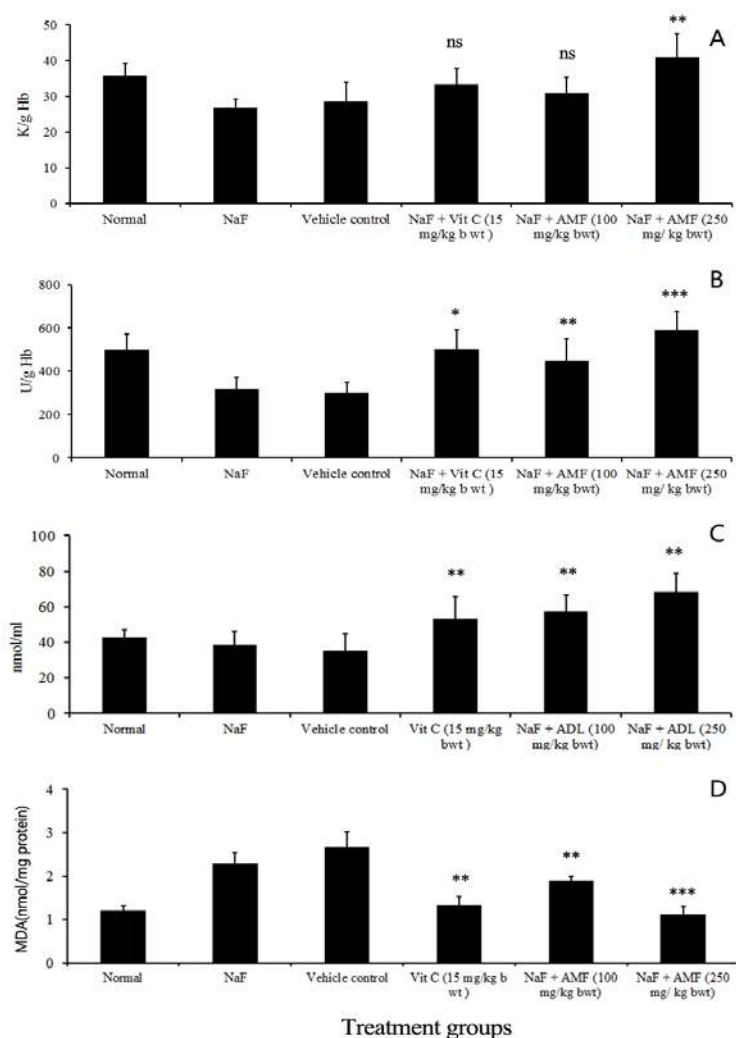 A
50
40
30
20
10
0
K/g Hb
ns
ns
**
Normal
NaF
Vehicle control
NaF + Vit C (15
mg/kg b wt )
NaF + AMF (100
mg/kg bwt)
NaF + AMF (250
mg/ kg bwt)
B
800
600
400
200
0
U/g Hb
*
**
***
Normal
NaF
Vehicle control
NaF + Vit C (15
mg/kg b wt )
NaF + AMF (100
mg/kg bwt)
NaF + AMF (250
mg/ kg bwt)
C
100
80
60
40
20
0
nmol/ml
**
**
**
Normal
NaF
Vehicle control
Vit C (15 mg/kg
bwt )
NaF + ADL (100
mg/kg bwt)
NaF + ADL (250
mg/ kg bwt)
D
4
3
2
1
0
MDA(nmol/mg protein)
**
**
***
Normal
NaF
Vehicle control
Vit C (15 mg/kg b
wt )
NaF + AMF (100
mg/kg bwt)
NaF + AMF (250
mg/ kg bwt)
Treatment groups